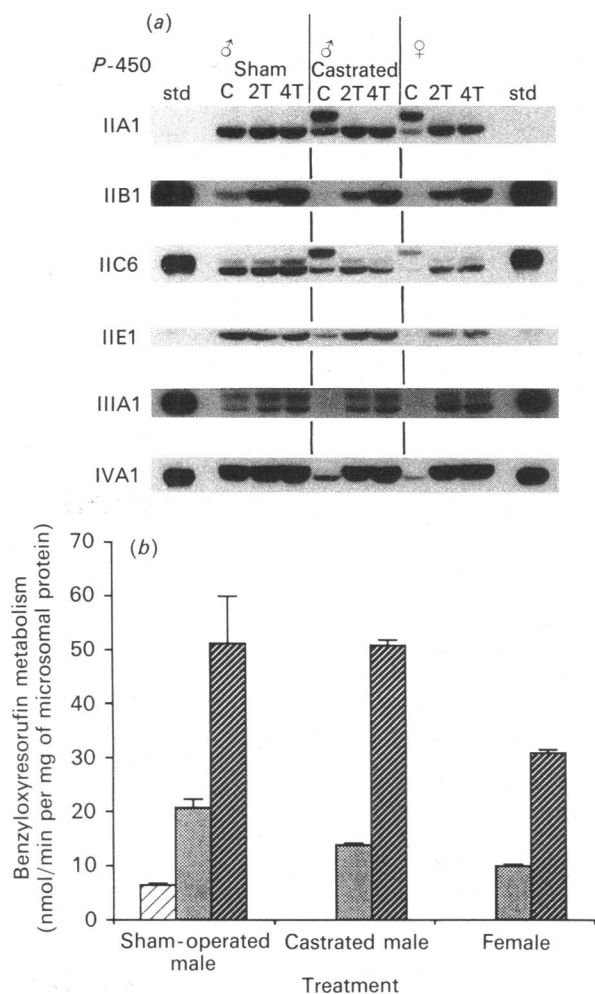 (a)
♂ ♂ ♀
P-450 Sham Castrated
std C 2T 4T C 2T 4T C 2T 4T std
IIA1
IIB1
IIC6
IIE1
IIIA1
IVA1
(b)
Benzyloxyresorufin metabolism
(nmol/min per mg of microsomal protein)
70
60
50
40
30
20
10
0
Sham-operated
male
Castrated male
Female
Treatment